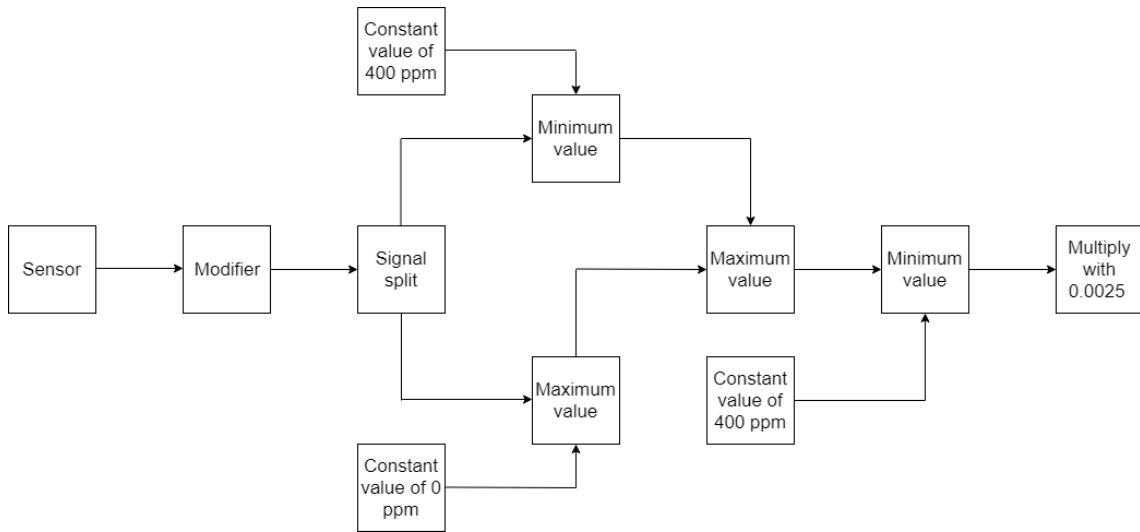 Constant
value of
400 ppm
Minimum
value
Sensor
Modifier
Signal
split
Maximum
value
Minimum
value
Multiply
with
0.0025
Maximum
value
Constant
value of
400 ppm
Constant
value of 0
ppm